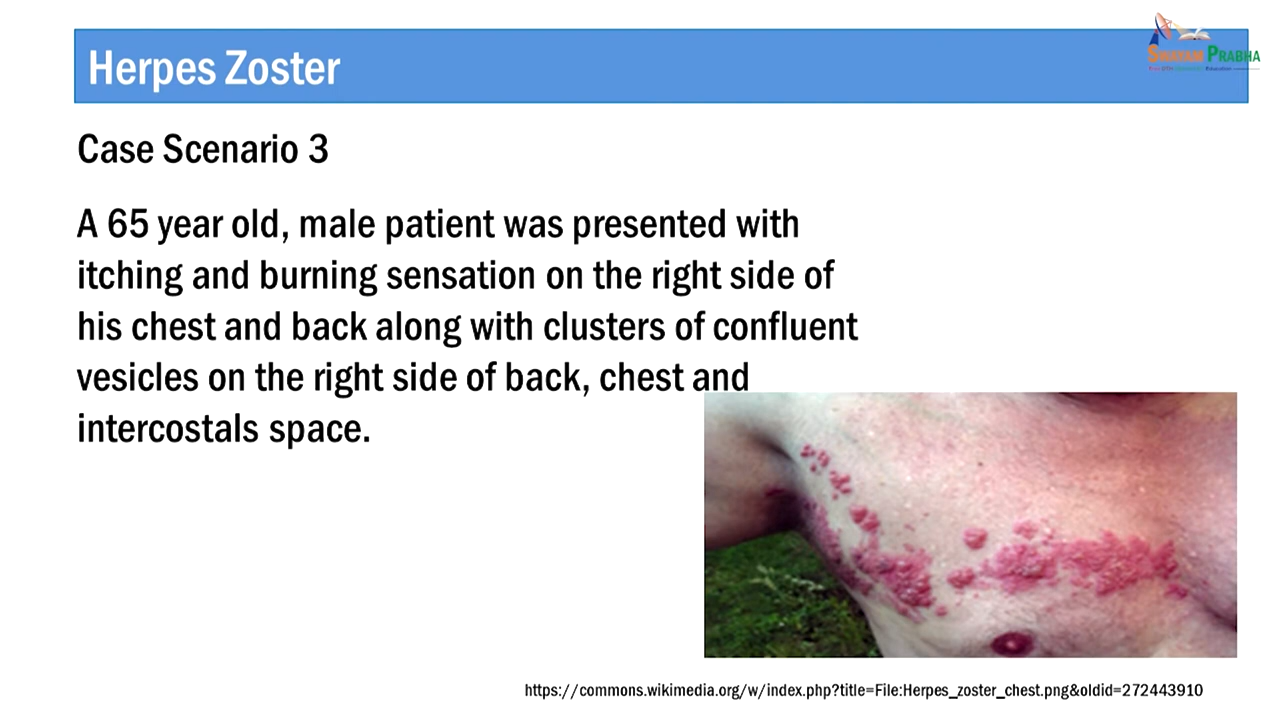 SWAYAM PRABHA
Herpes Zoster
Case Scenario 3
A 65 year old, male patient was presented with
itching and burning sensation on the right side of
his chest and back along with clusters of confluent
vesicles on the right side of back, chest and
intercostals space.
https://commons.wikimedia.org/w/index.php?title=File:Herpes_zoster_chest.png&oldid=272443910